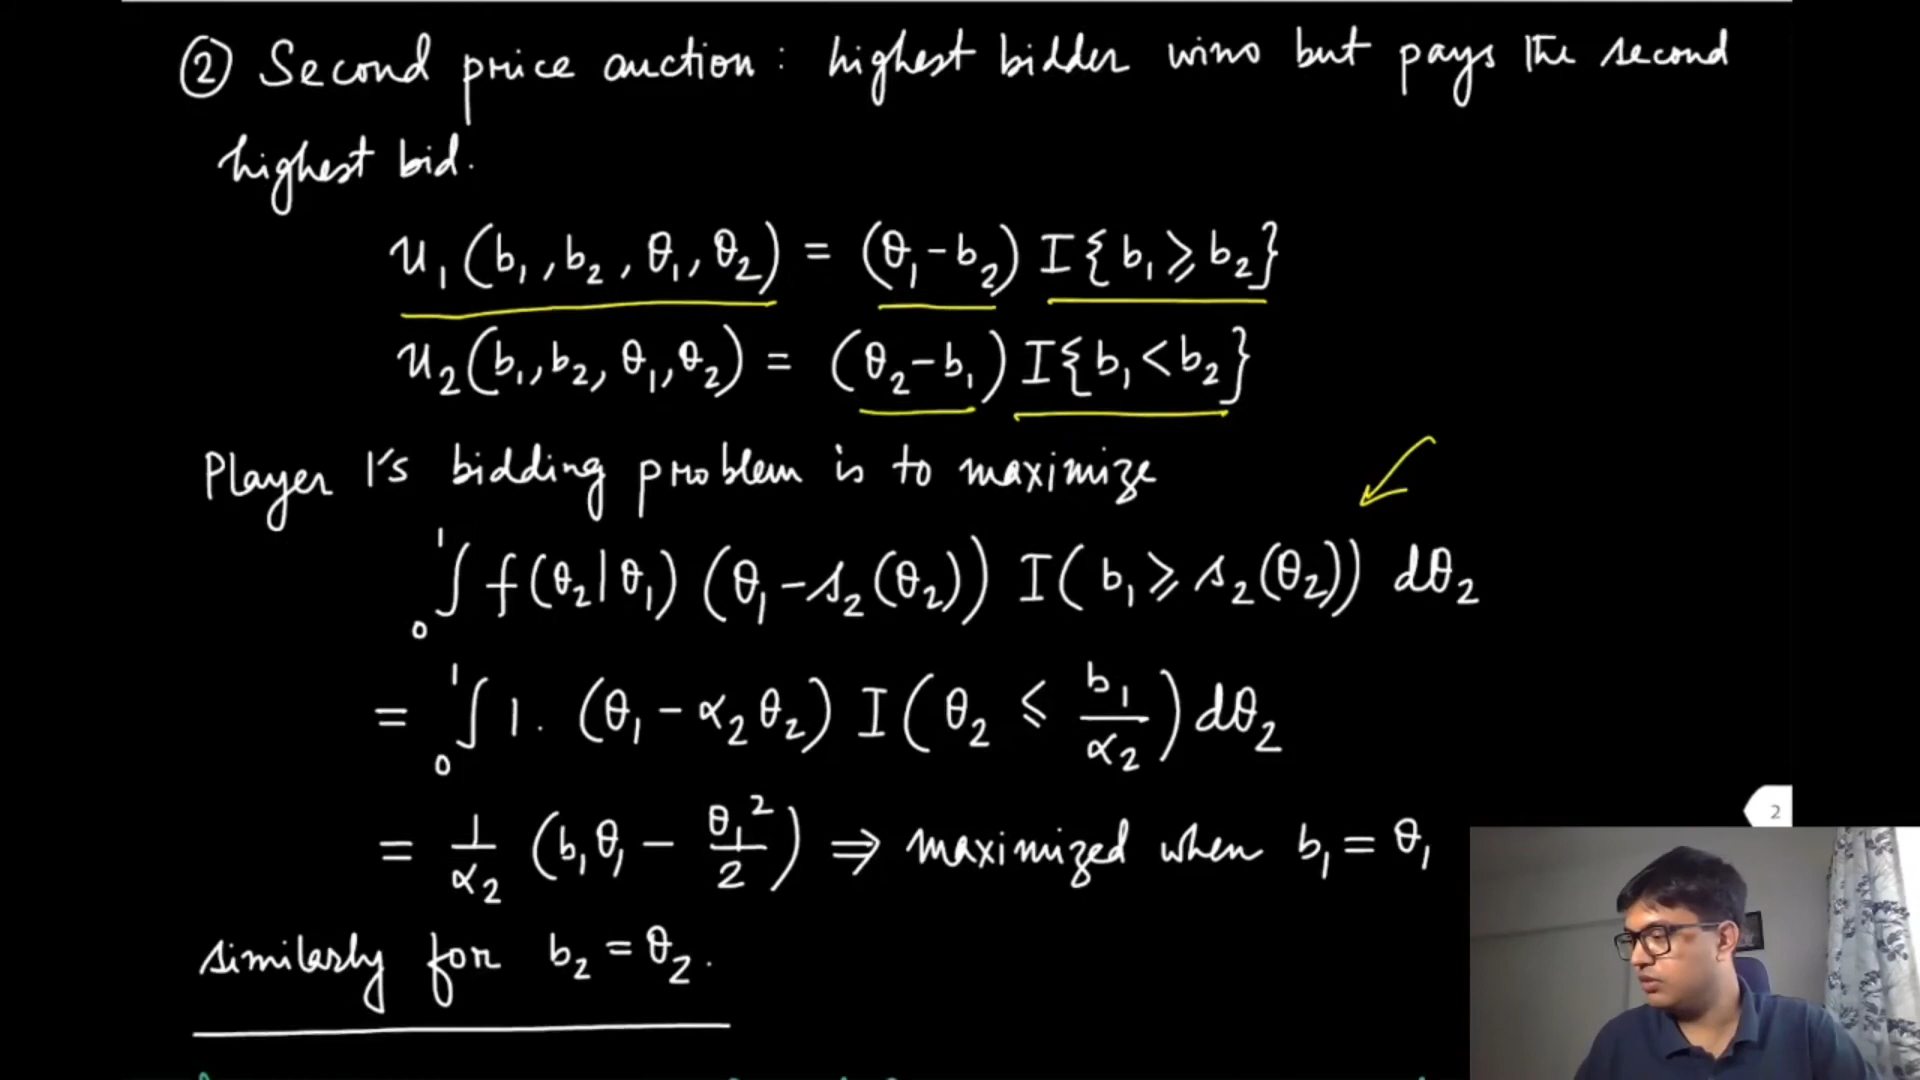 ② Second price auction : highest bidder wins but pays the second
highest bid.
u₁(b₁, b₂, θ₁, θ₂) = (θ₁ - b₂) I{b₁ ⩾ b₂}
u₂(b₁, b₂, θ₁, θ₂) = (θ₂ - b₁) I{b₁ < b₂}
Player 1's bidding problem is to maximize
∫₀¹ f(θ₂|θ₁) (θ₁ - s₂(θ₂)) I(b₁ ⩾ s₂(θ₂)) dθ₂
= ∫₀¹ 1. (θ₁ - α₂θ₂) I(θ₂ ⩽ b₁/α₂) dθ₂
= 1/α₂ (b₁θ₁ - θ₁²/2) ⇒ maximized when b₁ = θ₁
similarly for b₂ = θ₂.
2